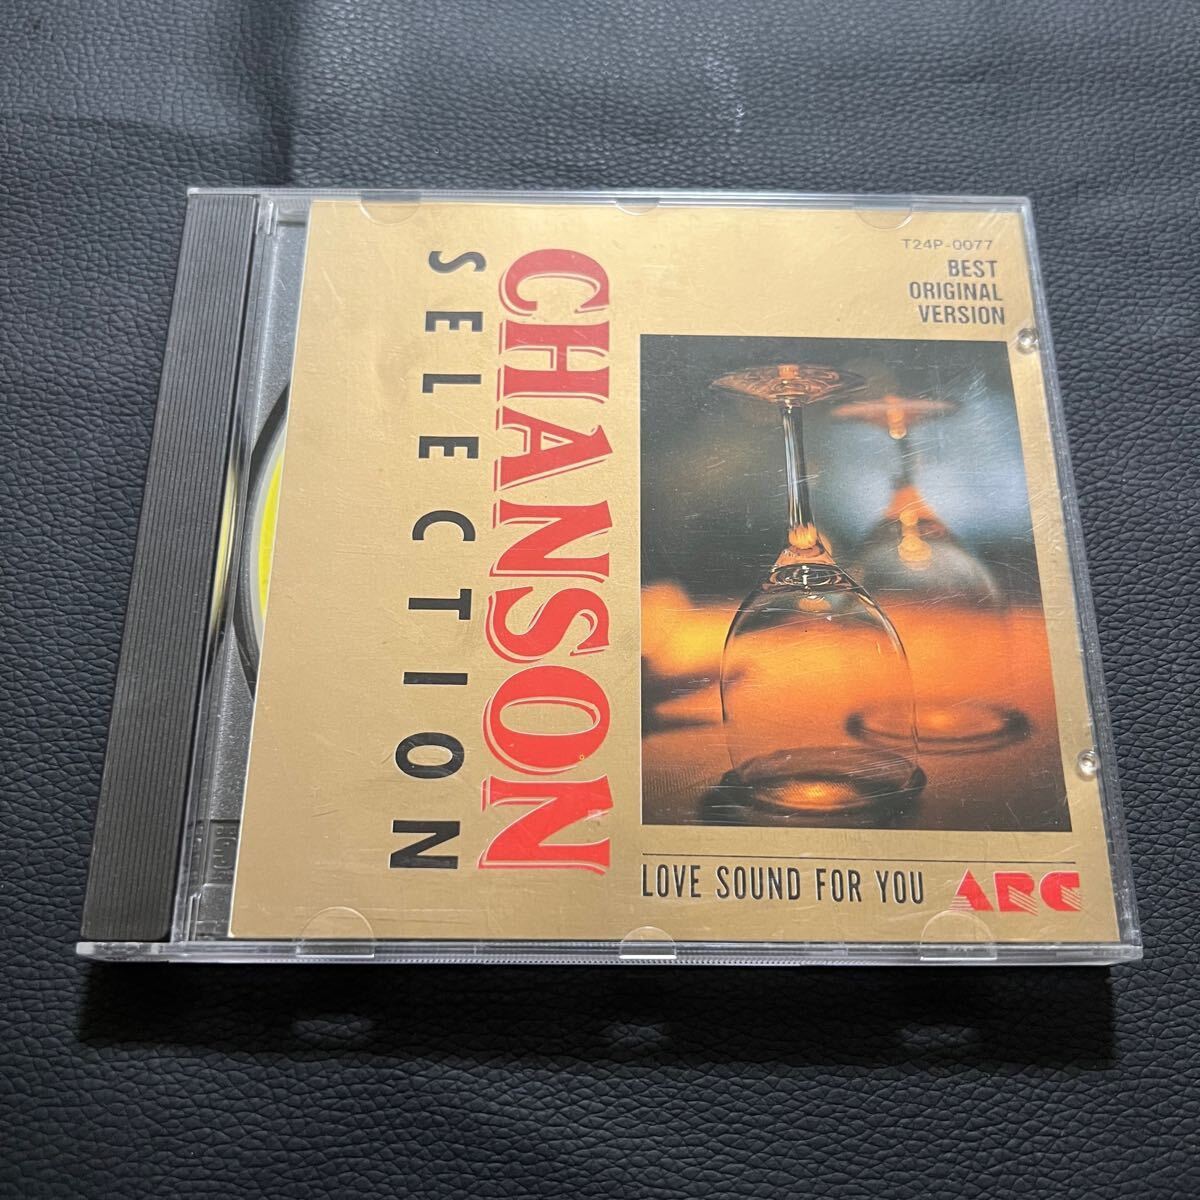 T24P-0077
BEST
ORIGINAL
VERSION
CHANSON
SELECTION
LOVE SOUND FOR YOU
ARC